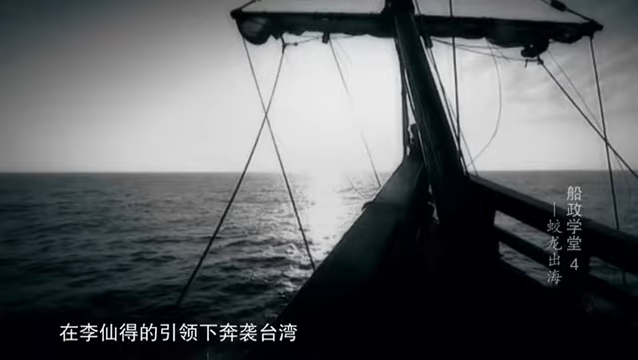 船政学堂 4
—蛟龙出海
在李仙得的引领下奔袭台湾